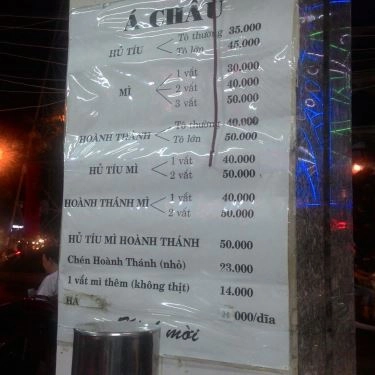 Á CHÂU
HỦ TÍU Tô thường 35.000
Tô lớn 45.000
MÌ 1 vắt 30.000
2 vắt 40.000
3 vắt 50.000
HOÀNH THÁNH Tô thường 40.000
Tô lớn 50.000
HỦ TÍU MÌ 1 vắt 40.000
2 vắt 50.000
HOÀNH THÁNH MÌ 1 vắt 40.000
2 vắt 50.000
HỦ TÍU MÌ HOÀNH THÁNH 50.000
Chén Hoành Thánh (nhỏ) 23.000
1 vắt mì thêm (không thịt) 14.000
HÁ 000/dĩa
mời